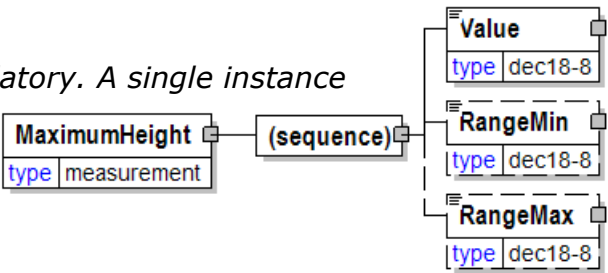 Value
type dec18-8
atory. A single instance
RangeMin
type dec18-8
MaximumHeight
type measurement
(sequence)
RangeMax
type dec18-8